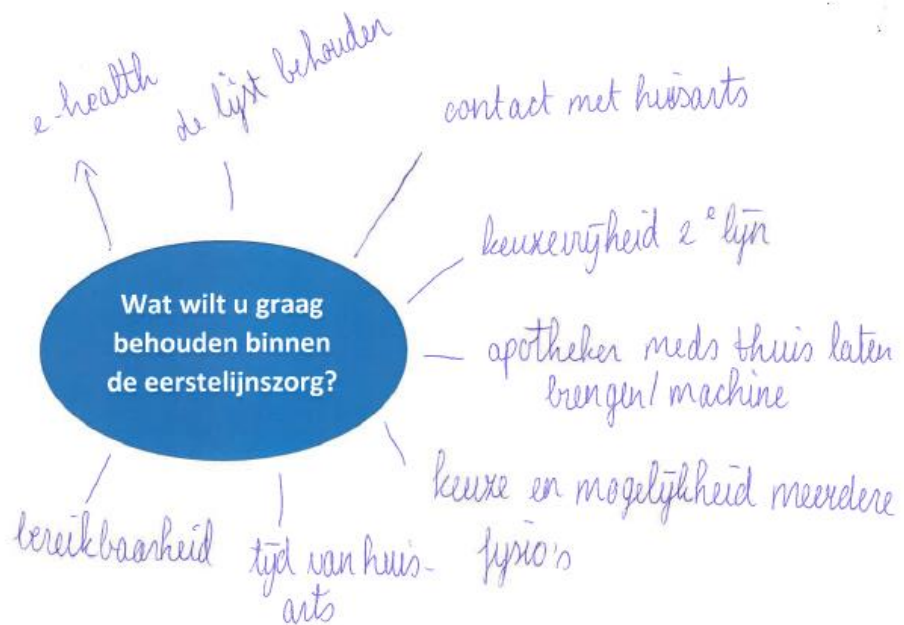 e-health
de lijst behouden
contact met huisarts
keuzevrijheid 2e lijn
Wat wilt u graag
behouden binnen
de eerstelijnszorg?
apotheker meds thuis laten
brengen/machine
keuze en mogelijkheid meerdere
fysio's
bereikbaarheid
tijd van huis-
arts